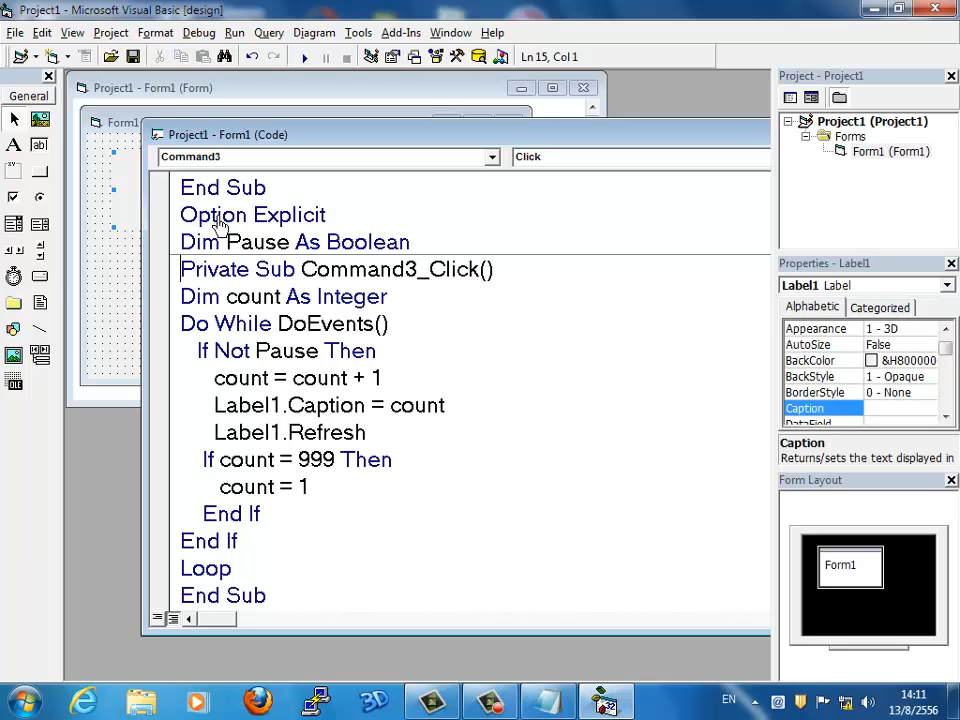 Project1 - Microsoft Visual Basic [design]
File Edit View Project Format Debug Run Query Diagram Tools Add-Ins Window Help
Ln 15, Col 1
General
Project1 - Form1 (Form)
Form1
Project1 - Form1 (Code)
Command3
Click
End Sub
Option Explicit
Dim Pause As Boolean
Private Sub Command3_Click()
Dim count As Integer
Do While DoEvents()
If Not Pause Then
count = count + 1
Label1.Caption = count
Label1.Refresh
If count = 999 Then
count = 1
End If
End If
Loop
End Sub
Project - Project1
Project1 (Project1)
Forms
Form1 (Form1)
Properties - Label1
Label1 Label
Alphabetic Categorized
Appearance 1 - 3D
AutoSize False
BackColor &H800000
BackStyle 1 - Opaque
BorderStyle 0 - None
Caption
Caption
Returns/sets the text displayed in
Form Layout
Form1
EN
14:11
13/8/2556